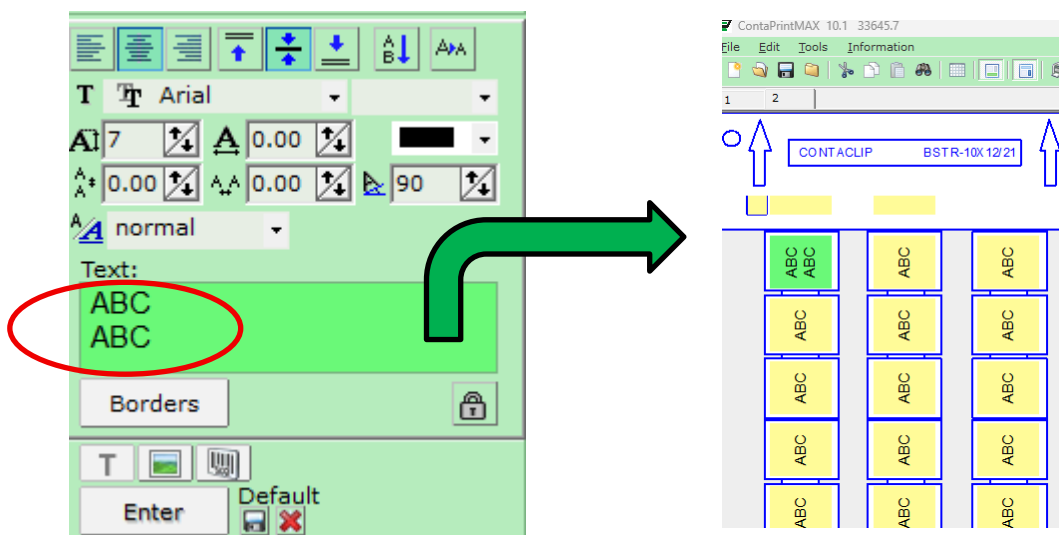 T Arial
7 0.00
0.00 0.00 90
normal
Text:
ABC
ABC
Borders
T
Enter Default
ContaPrintMAX 10.1 33645.7
File Edit Tools Information
1 2
CONTACLIP BSTR-10X12/21
ABC ABC ABC ABC
ABC ABC ABC
ABC ABC ABC
ABC ABC ABC
ABC ABC ABC